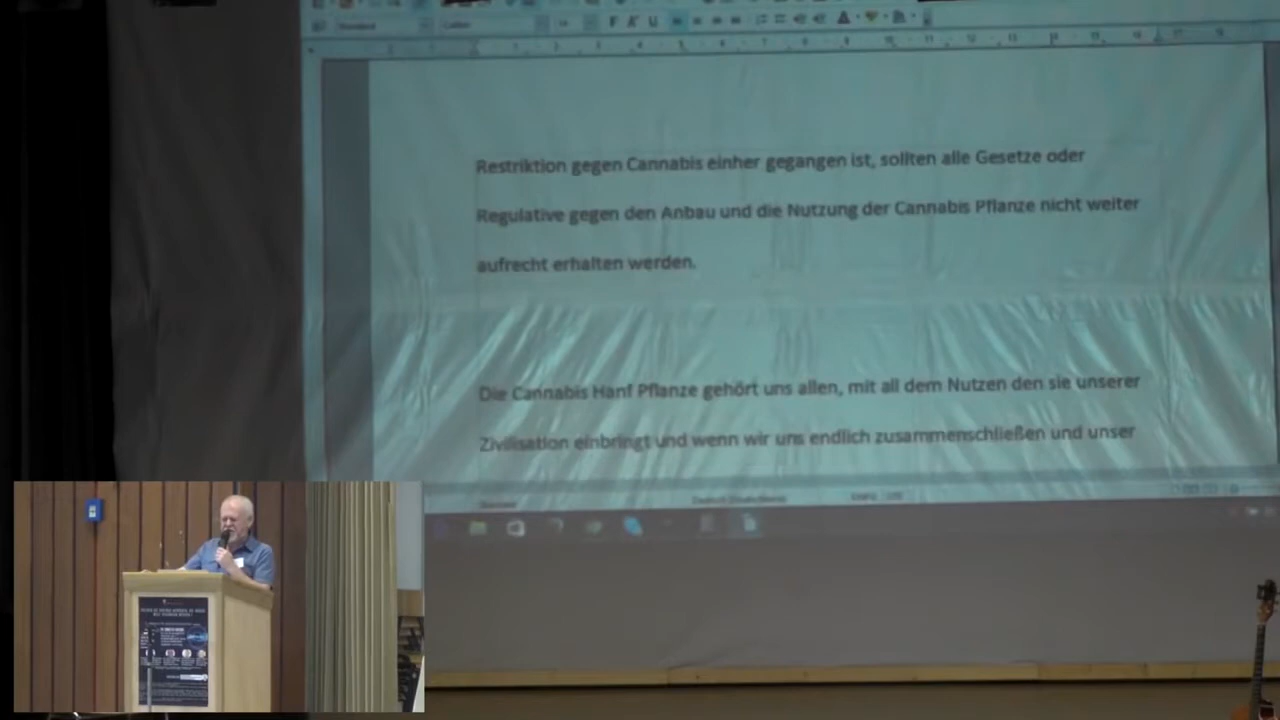 Restriktion gegen Cannabis einher gegangen ist, sollten alle Gesetze oder
Regulative gegen den Anbau und die Nutzung der Cannabis Pflanze nicht weiter
aufrecht erhalten werden.
Die Cannabis Hanf Pflanze gehört uns allen, mit all dem Nutzen den sie unserer
Zivilisation einbringt und wenn wir uns endlich zusammenschließen und unser